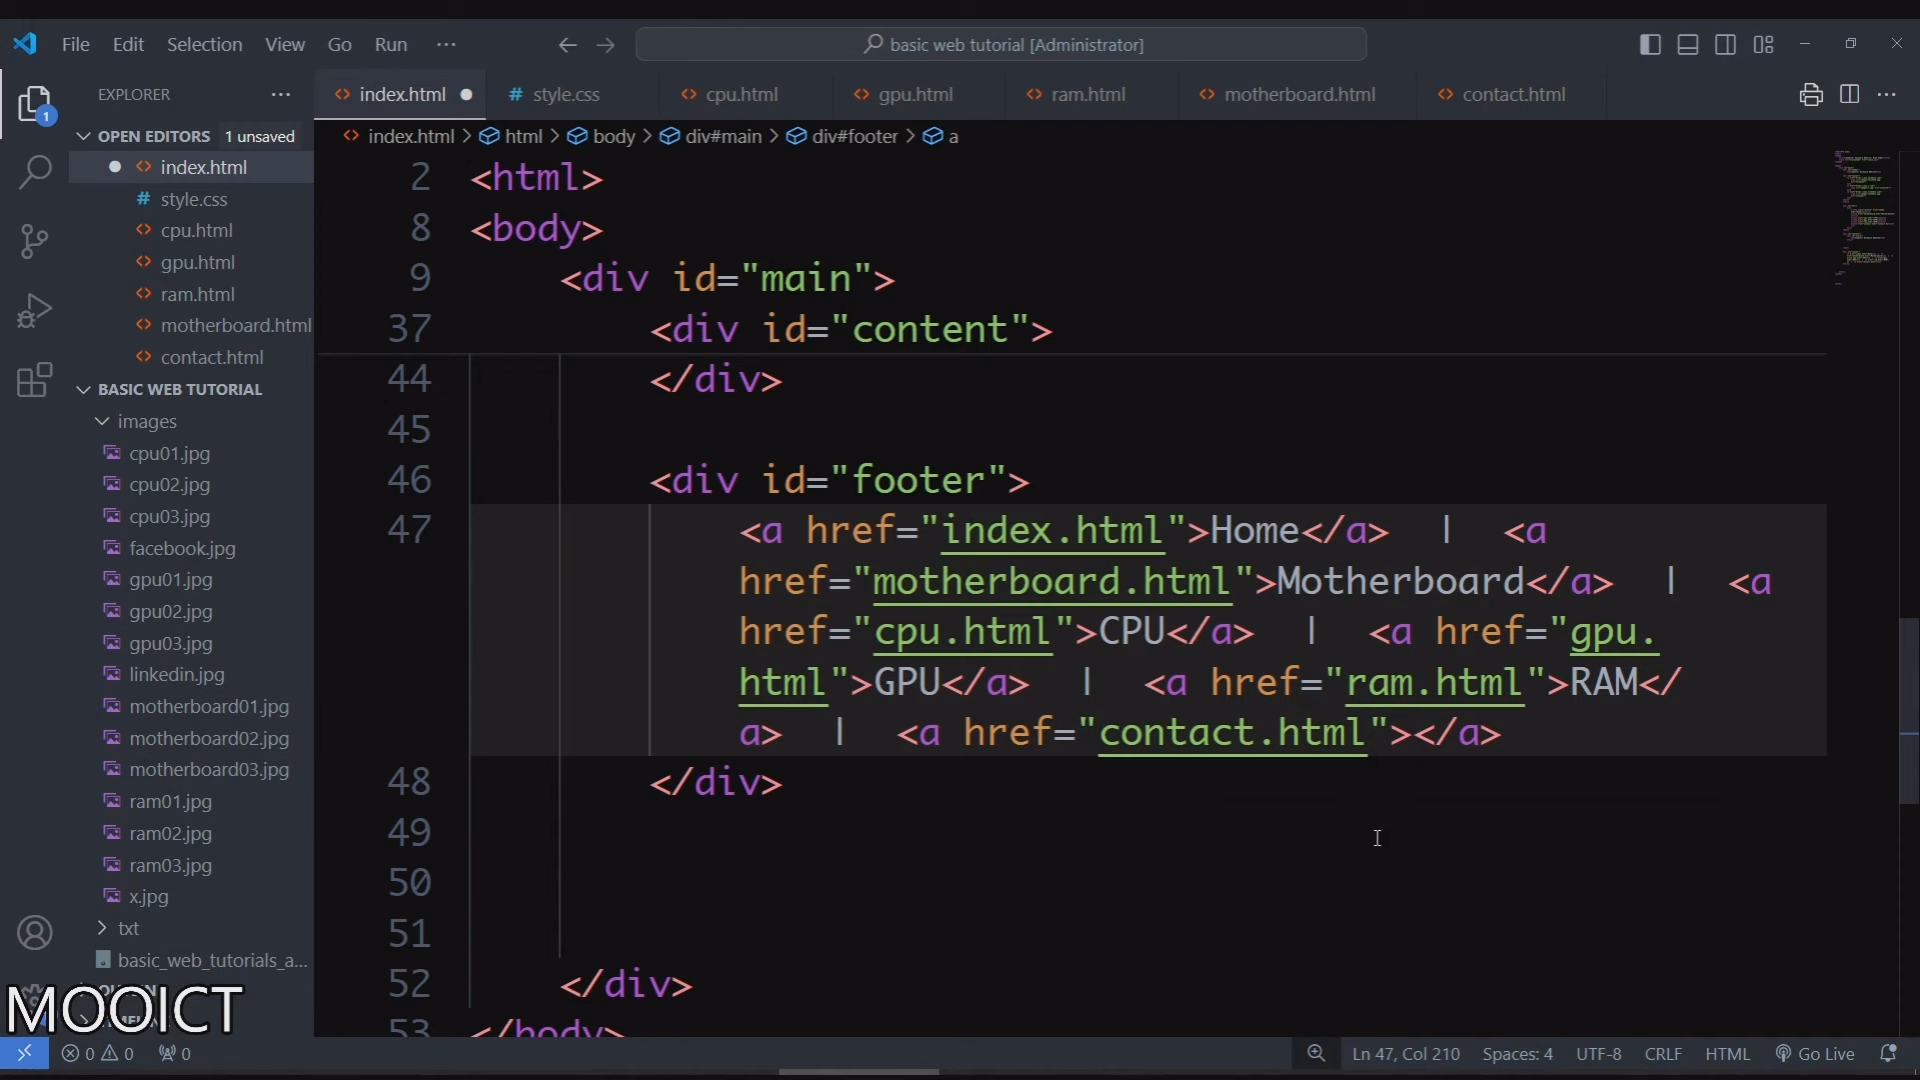 File Edit Selection View Go Run ··· basic web tutorial [Administrator]
EXPLORER ···
index.html style.css cpu.html gpu.html ram.html motherboard.html contact.html
OPEN EDITORS 1 unsaved
index.html > html > body > div#main > div#footer > a
index.html
style.css
cpu.html
gpu.html
ram.html
motherboard.html
contact.html
BASIC WEB TUTORIAL
images
cpu01.jpg
cpu02.jpg
cpu03.jpg
facebook.jpg
gpu01.jpg
gpu02.jpg
gpu03.jpg
linkedin.jpg
motherboard01.jpg
motherboard02.jpg
motherboard03.jpg
ram01.jpg
ram02.jpg
ram03.jpg
x.jpg
txt
basic_web_tutorials_a...
1
2 <html>
8 <body>
9 <div id="main">
37 <div id="content">
44 </div>
45
46 <div id="footer">
47 <a href="index.html">Home</a> | <a
href="motherboard.html">Motherboard</a> | <a
href="cpu.html">CPU</a> | <a href="gpu.
html">GPU</a> | <a href="ram.html">RAM</
a> | <a href="contact.html"></a>
48 </div>
49
50
51
52 </div>
53 </body>
MOOICT
0 0 0 Ln 47, Col 210 Spaces: 4 UTF-8 CRLF HTML Go Live